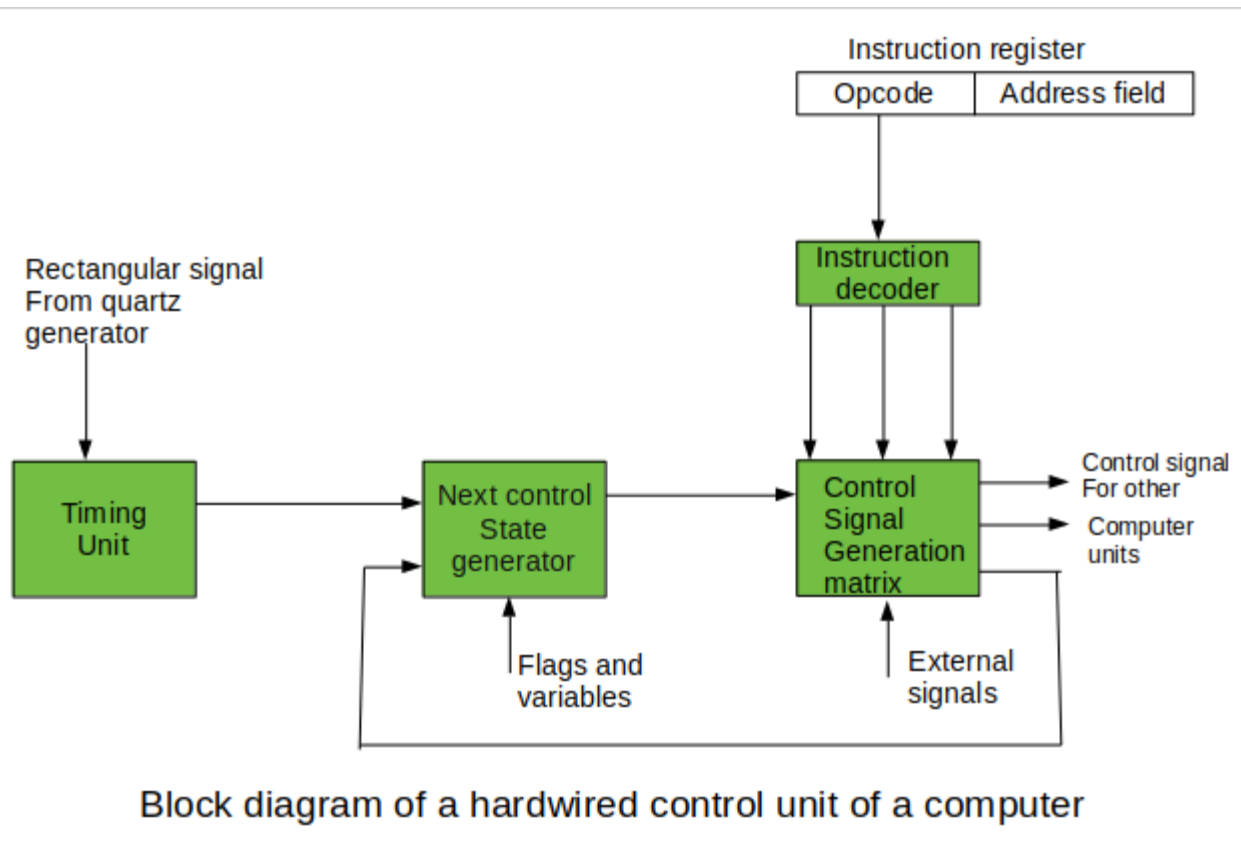 Instruction register
Opcode
Address field
Rectangular signal
From quartz
generator
Instruction
decoder
Timing
Unit
Next control
State
generator
Control
Signal
Generation
matrix
Control signal
For other
Computer
units
Flags and
variables
External
signals
Block diagram of a hardwired control unit of a computer